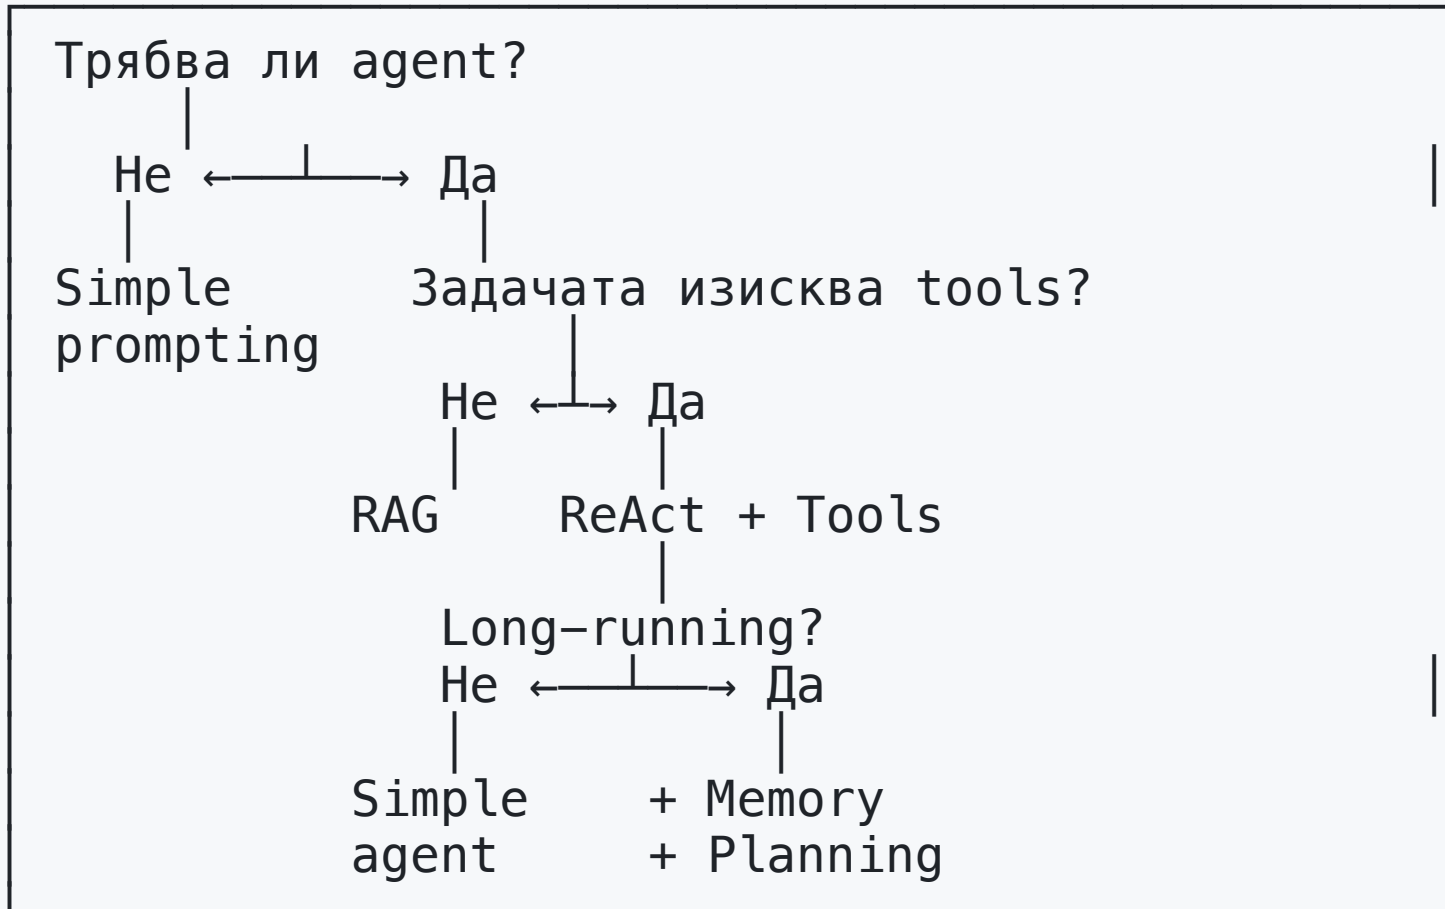 Трябва ли agent?
Не ←────┴────→ Да
Simple Задачата изисква tools?
prompting
Не ←┴→ Да
RAG ReAct + Tools
Long-running?
Не ←────┴────→ Да
Simple + Memory
agent + Planning